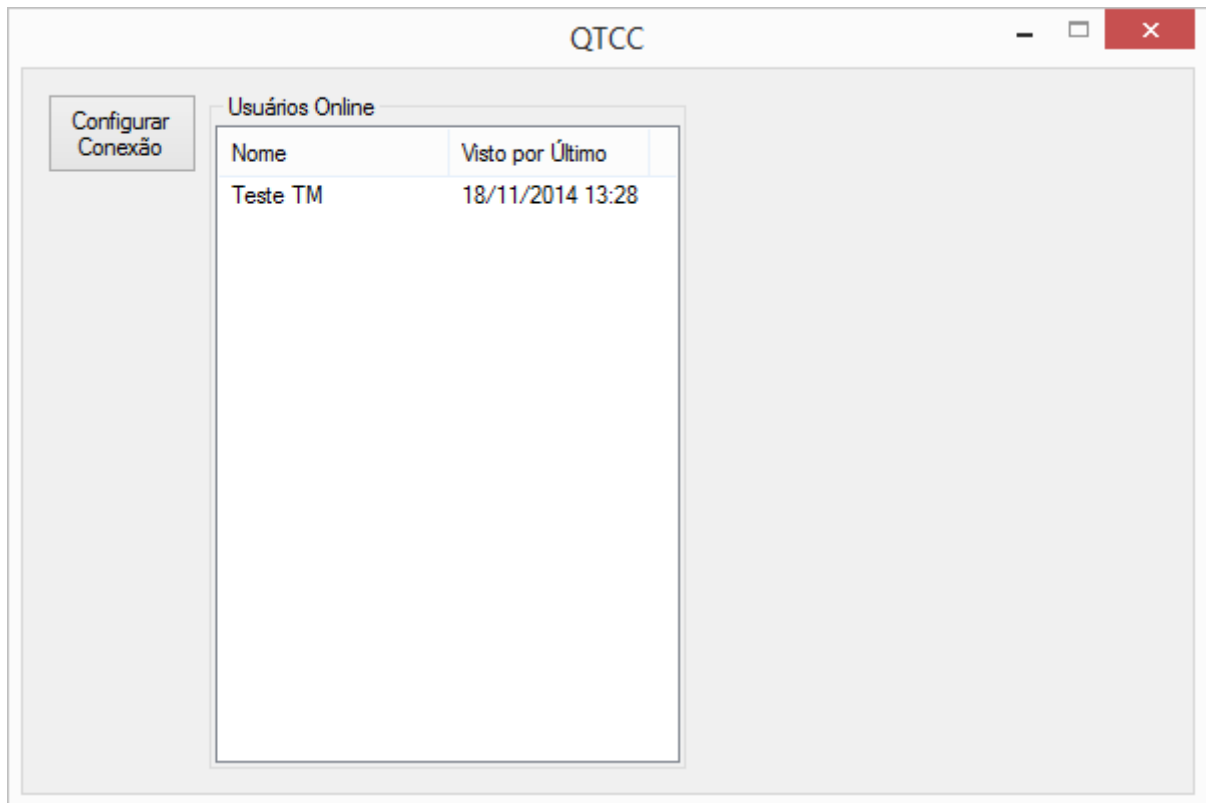 QTCC
Configurar
Conexão
Usuários Online
Nome Visto por Último
Teste TM 18/11/2014 13:28